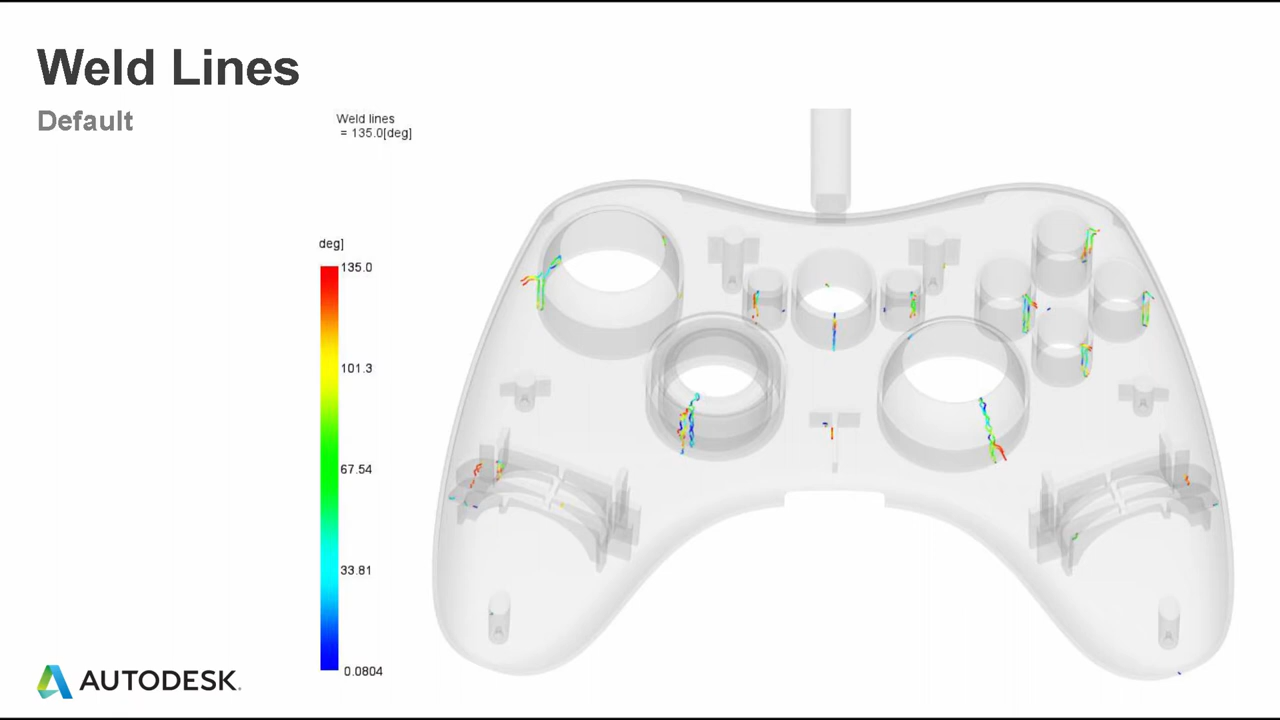 Weld Lines
Default
Weld lines
= 135.0[deg]
deg]
135.0
101.3
67.54
33.81
0.0804
AUTODESK.